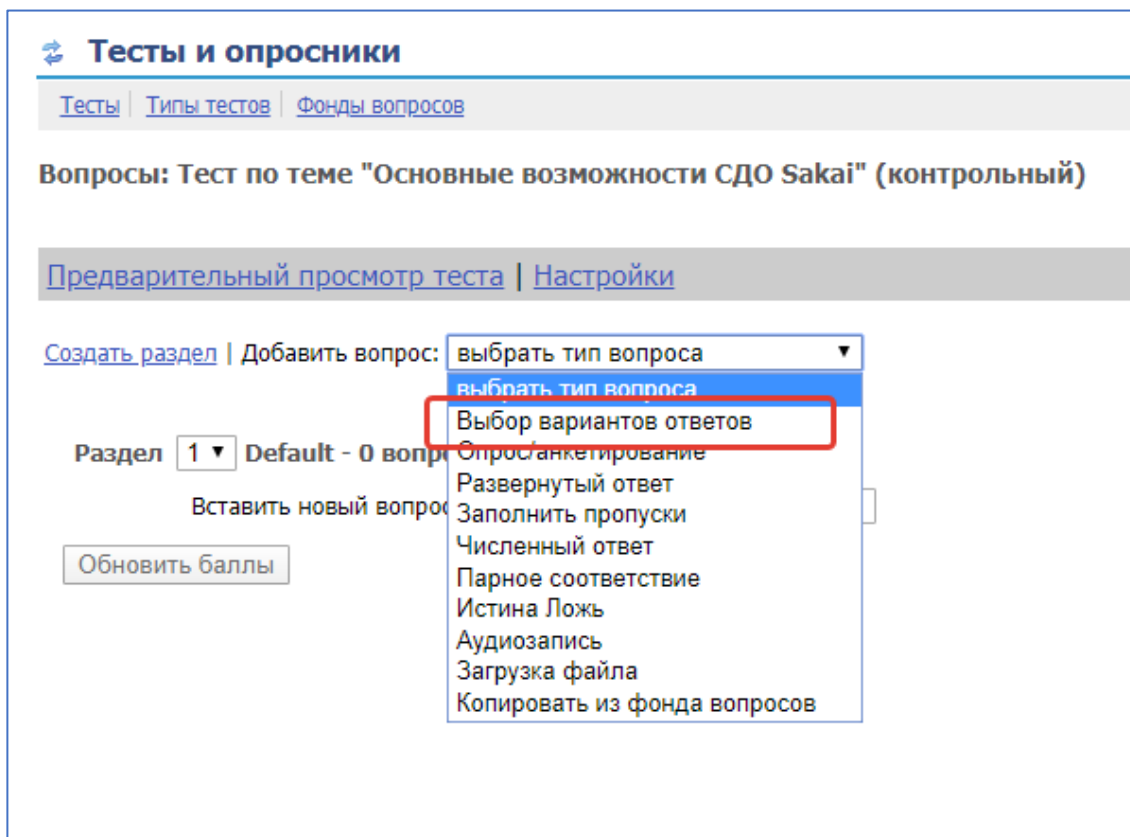 Тесты и опросники
Тесты | Типы тестов | Фонды вопросов
Вопросы: Тест по теме "Основные возможности СДО Sakai" (контрольный)
Предварительный просмотр теста | Настройки
Создать раздел | Добавить вопрос: выбрать тип вопроса
выбрать тип вопроса
Выбор вариантов ответов
Раздел 1 Default - 0
Опрос/анкетирование
Развернутый ответ
Вставить новый
Заполнить пропуски
Численный ответ
Обновить баллы
Парное соответствие
Истина Ложь
Аудиозапись
Загрузка файла
Копировать из фонда вопросов